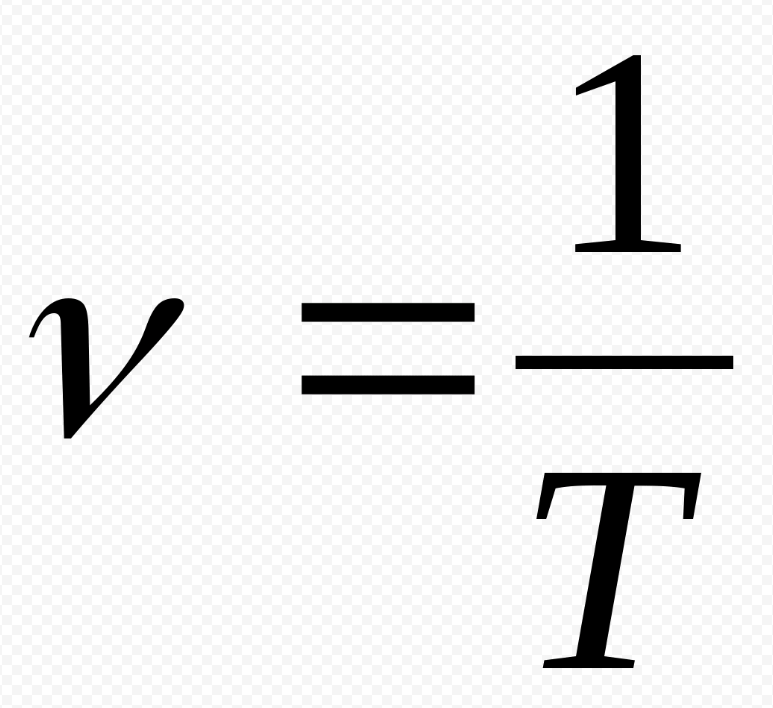 ν = 1/T